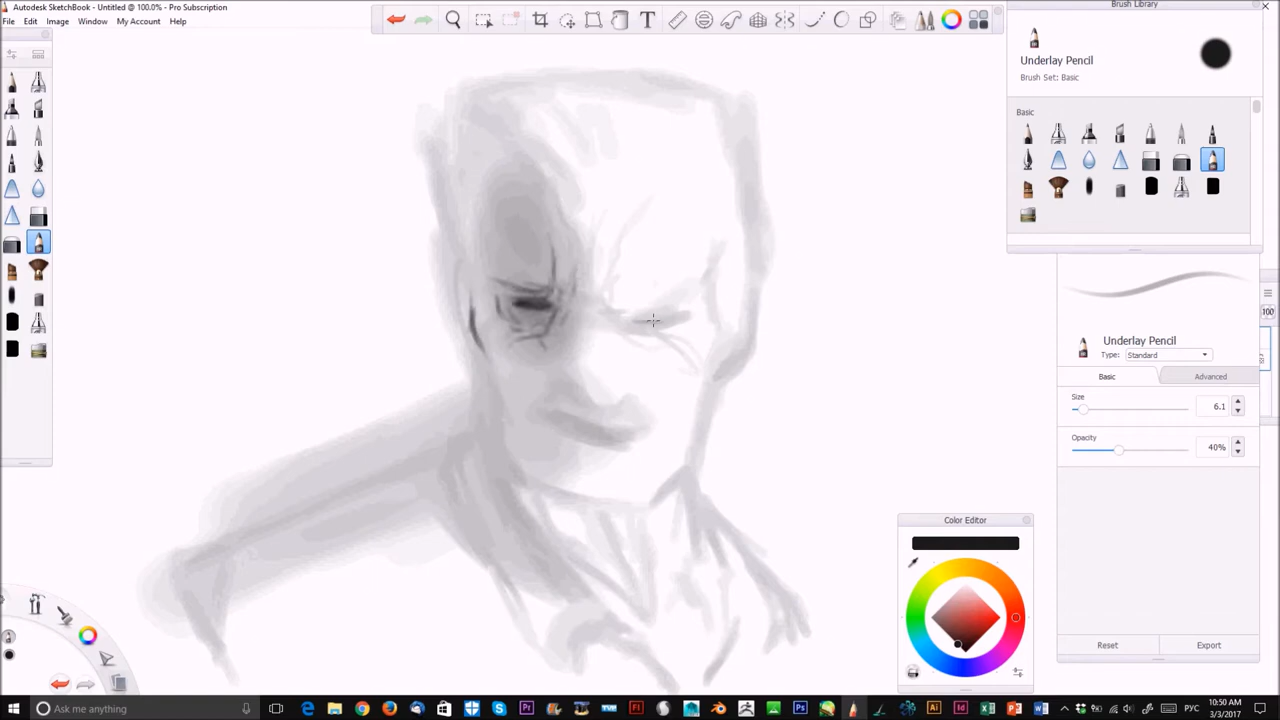 Autodesk SketchBook - Untitled @ 100.0% - Pro Subscription
File Edit Image Window My Account Help
Brush Library
Underlay Pencil
Brush Set: Basic
Basic
100
Underlay Pencil
Type: Standard
Basic Advanced
Size
6.1
Opacity
40%
Color Editor
Reset Export
Ask me anything
РУС
10:50 AM
3/3/2017